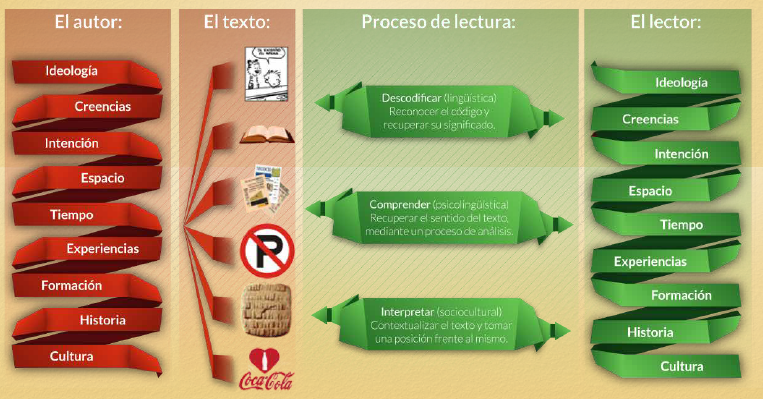 El autor:
Ideología
Creencias
Intención
Espacio
Tiempo
Experiencias
Formación
Historia
Cultura
El texto:
P
Coca-Cola
Proceso de lectura:
Descodificar (lingüística)
Reconocer el código y
recuperar su significado.
Comprender (psicolingüística)
Recuperar el sentido del texto,
mediante un proceso de análisis.
Interpretar (sociocultural)
Contextualizar el texto y tomar
una posición frente al mismo.
El lector:
Ideología
Creencias
Intención
Espacio
Tiempo
Experiencias
Formación
Historia
Cultura